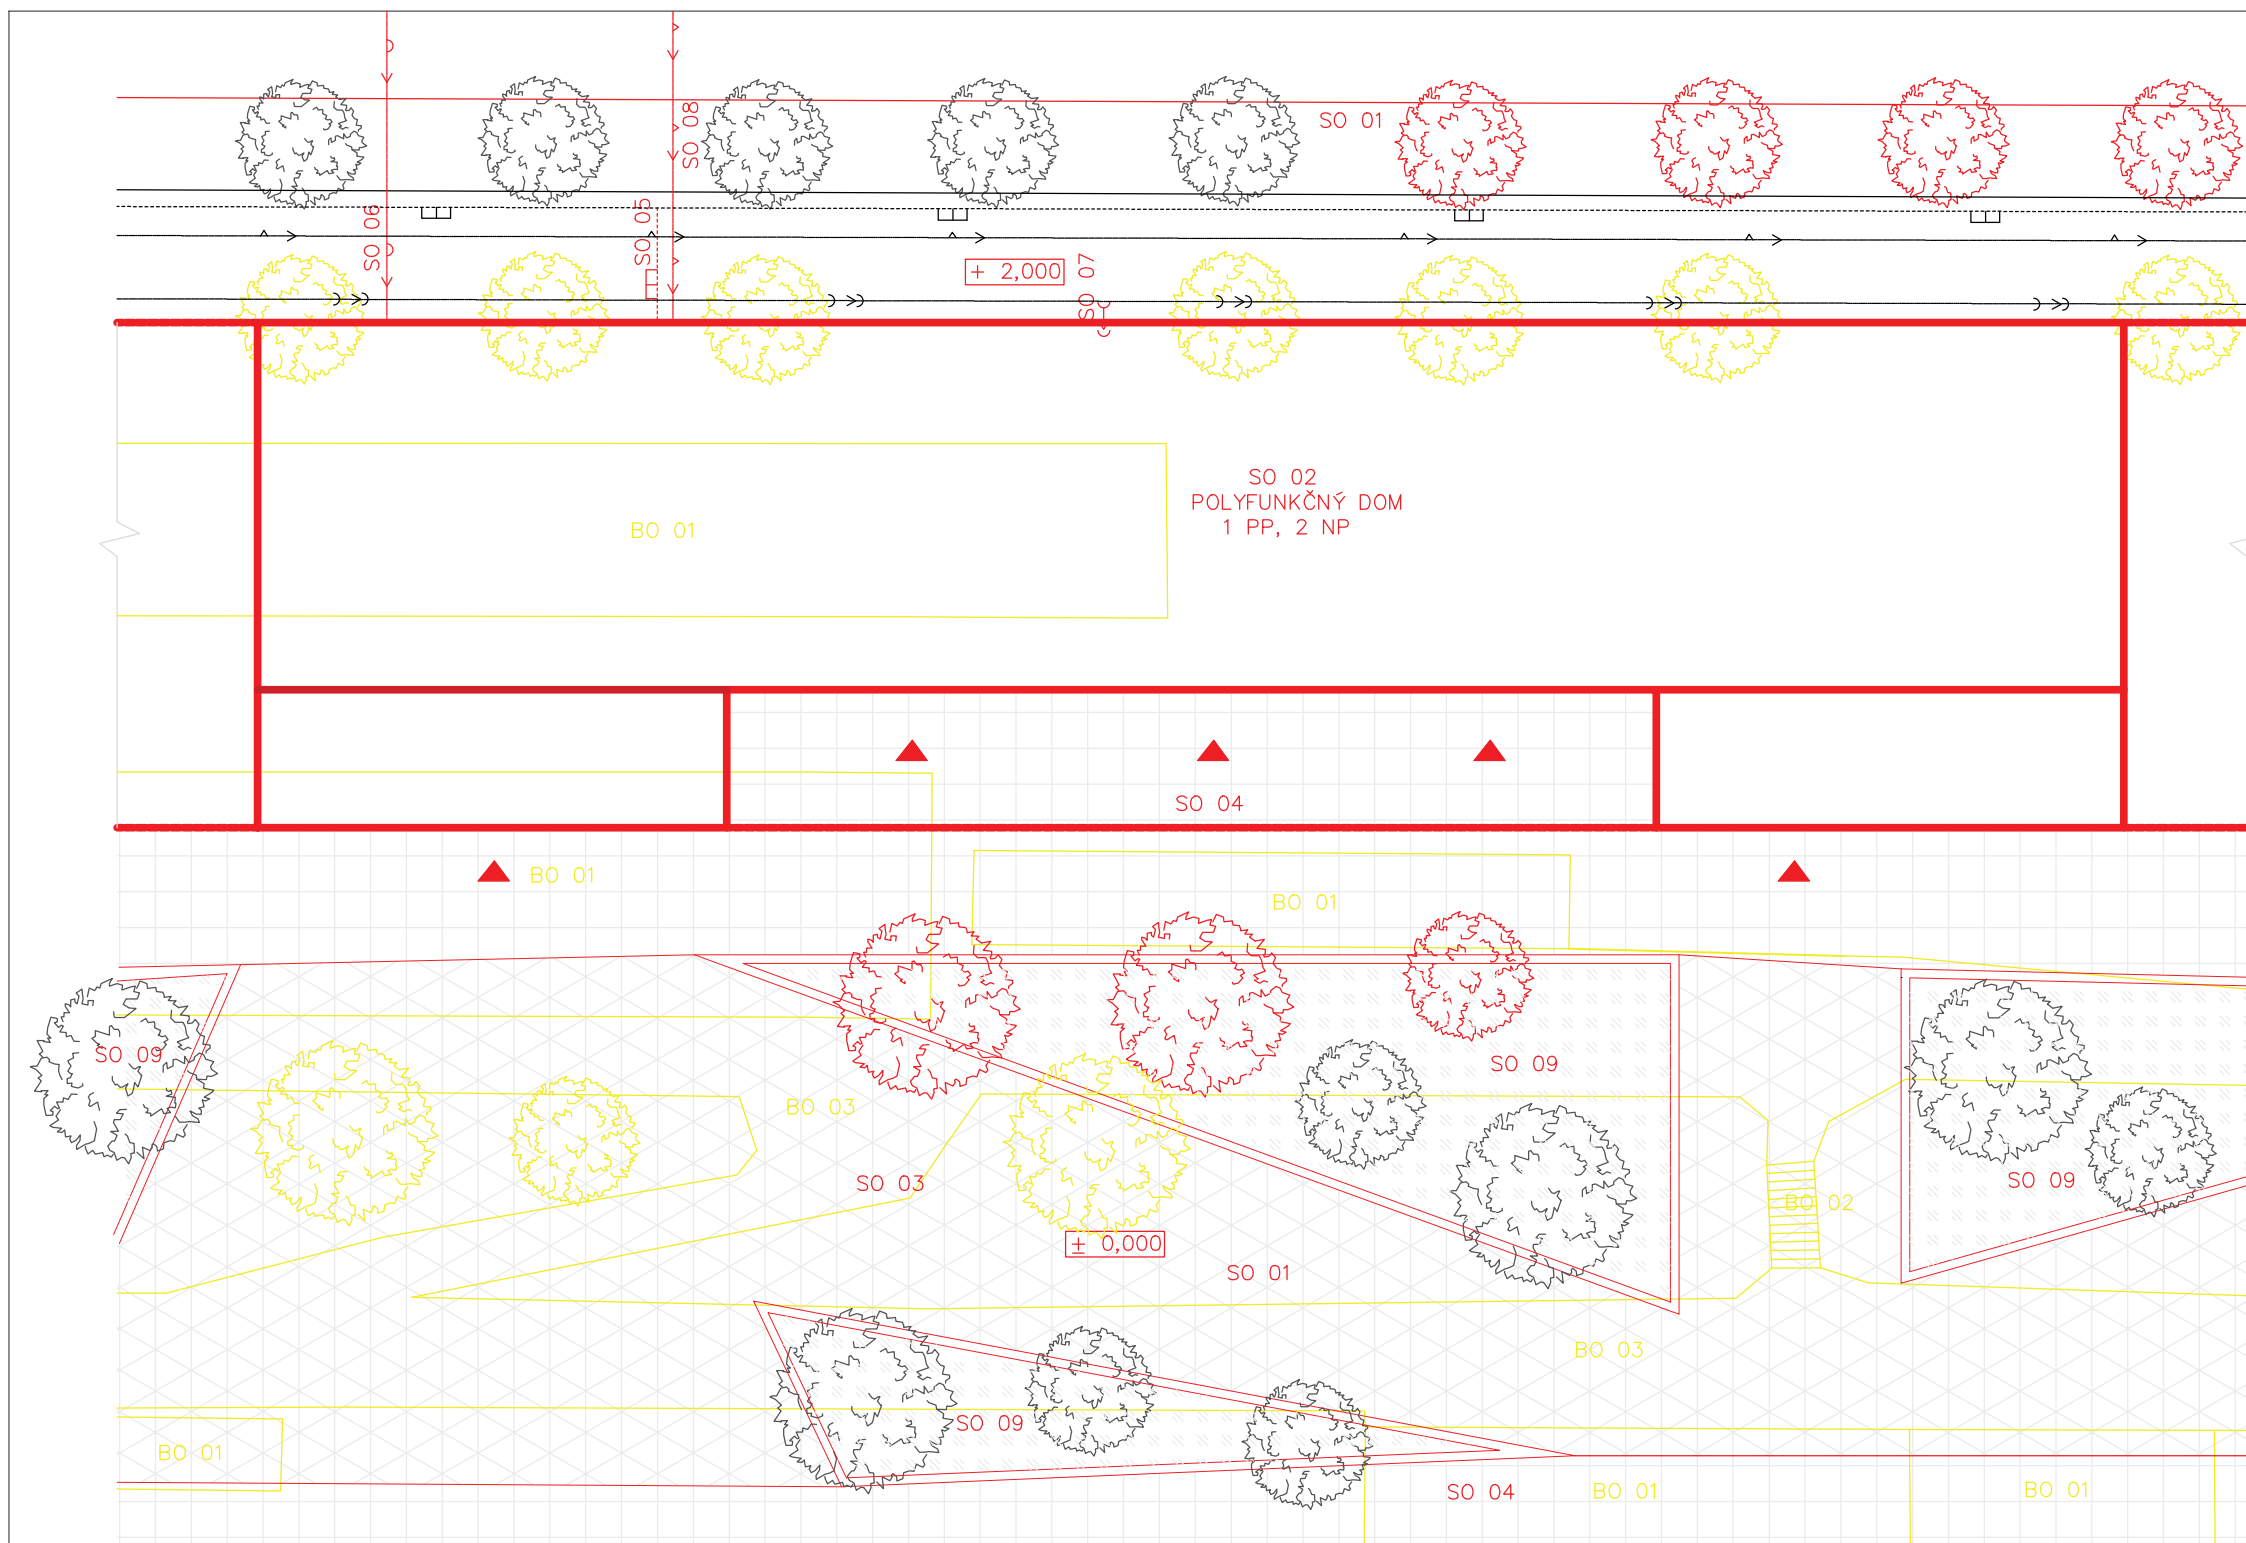 SO 01
SO 08
SO 06
SO 05
+ 2,000
SO 07
SO 02
POLYFUNKČNÝ DOM
1 PP, 2 NP
BO 01
SO 04
BO 01
BO 01
SO 09
SO 09
BO 03
SO 03
SO 09
BO 02
± 0,000
SO 01
BO 03
SO 09
BO 01
SO 04
BO 01
BO 01